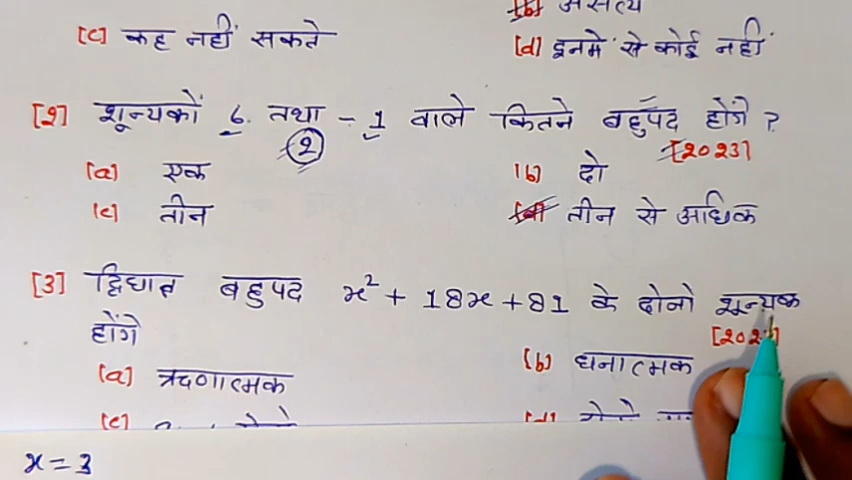 [b] असत्य
[c] कह नहीं सकते
[d] इनमें से कोई नहीं
[2] शून्यकों 6 तथा -1 वाले कितने बहुपद होंगे ?
2
[2023]
[a] एक
[b] दो
[c] तीन
[d] तीन से अधिक
[3] द्विघात बहुपद x² + 18x + 81 के दोनो शून्यक
होंगे
[a] ऋणात्मक
[b] धनात्मक
[c]
x = 3